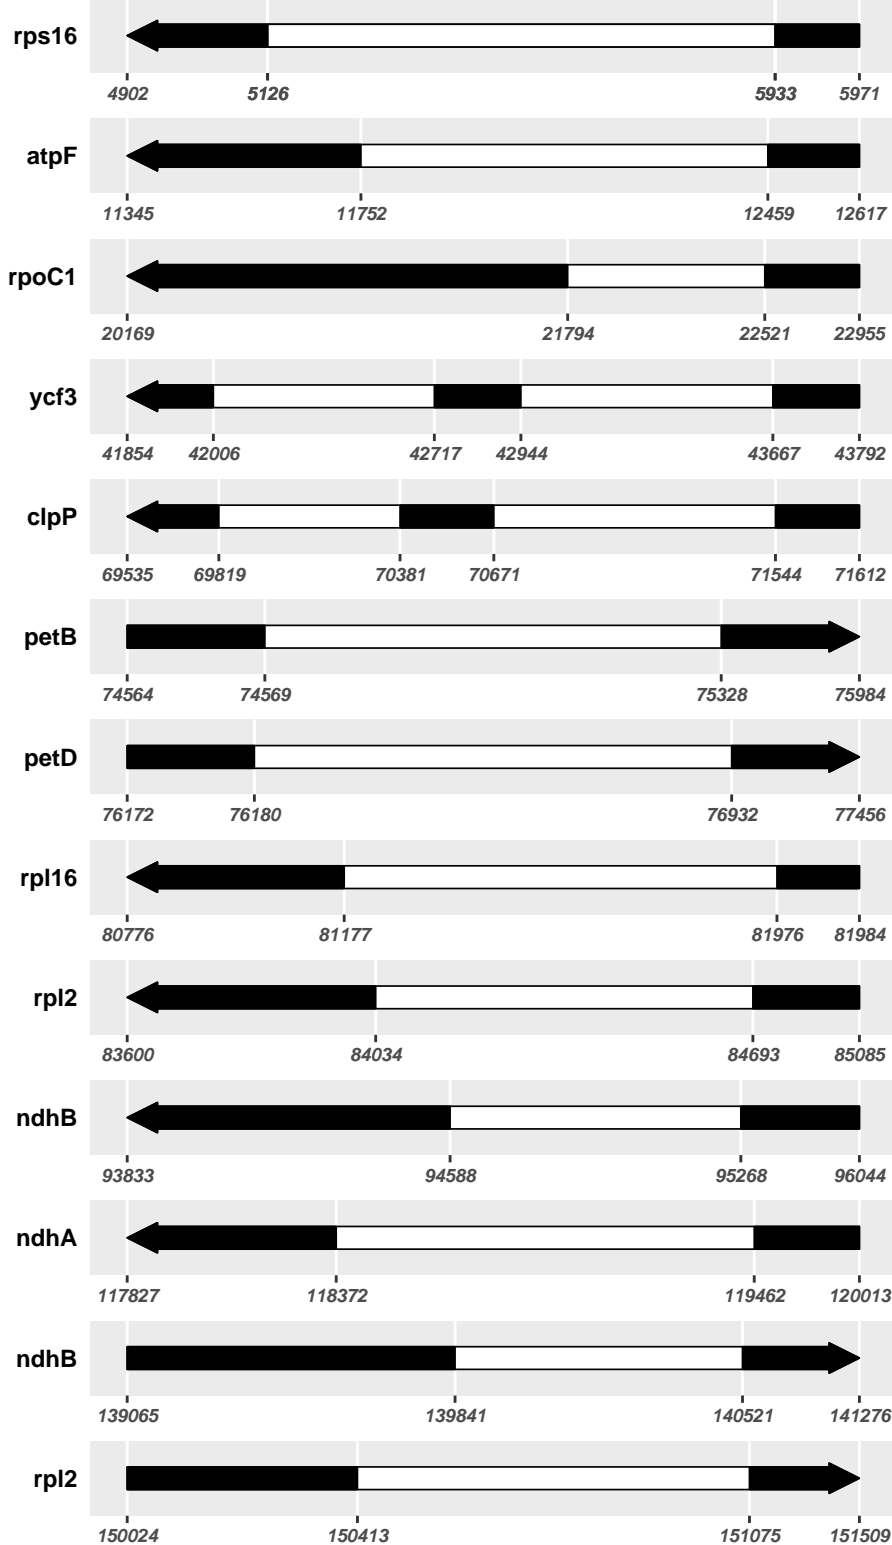 rps16
4902 5126 5933 5971
atpF
11345 11752 12459 12617
rpoC1
20169 21794 22521 22955
ycf3
41854 42006 42717 42944 43667 43792
clpP
69535 69819 70381 70671 71544 71612
petB
74564 74569 75328 75984
petD
76172 76180 76932 77456
rpl16
80776 81177 81976 81984
rpl2
83600 84034 84693 85085
ndhB
93833 94588 95268 96044
ndhA
117827 118372 119462 120013
ndhB
139065 139841 140521 141276
rpl2
150024 150413 151075 151509